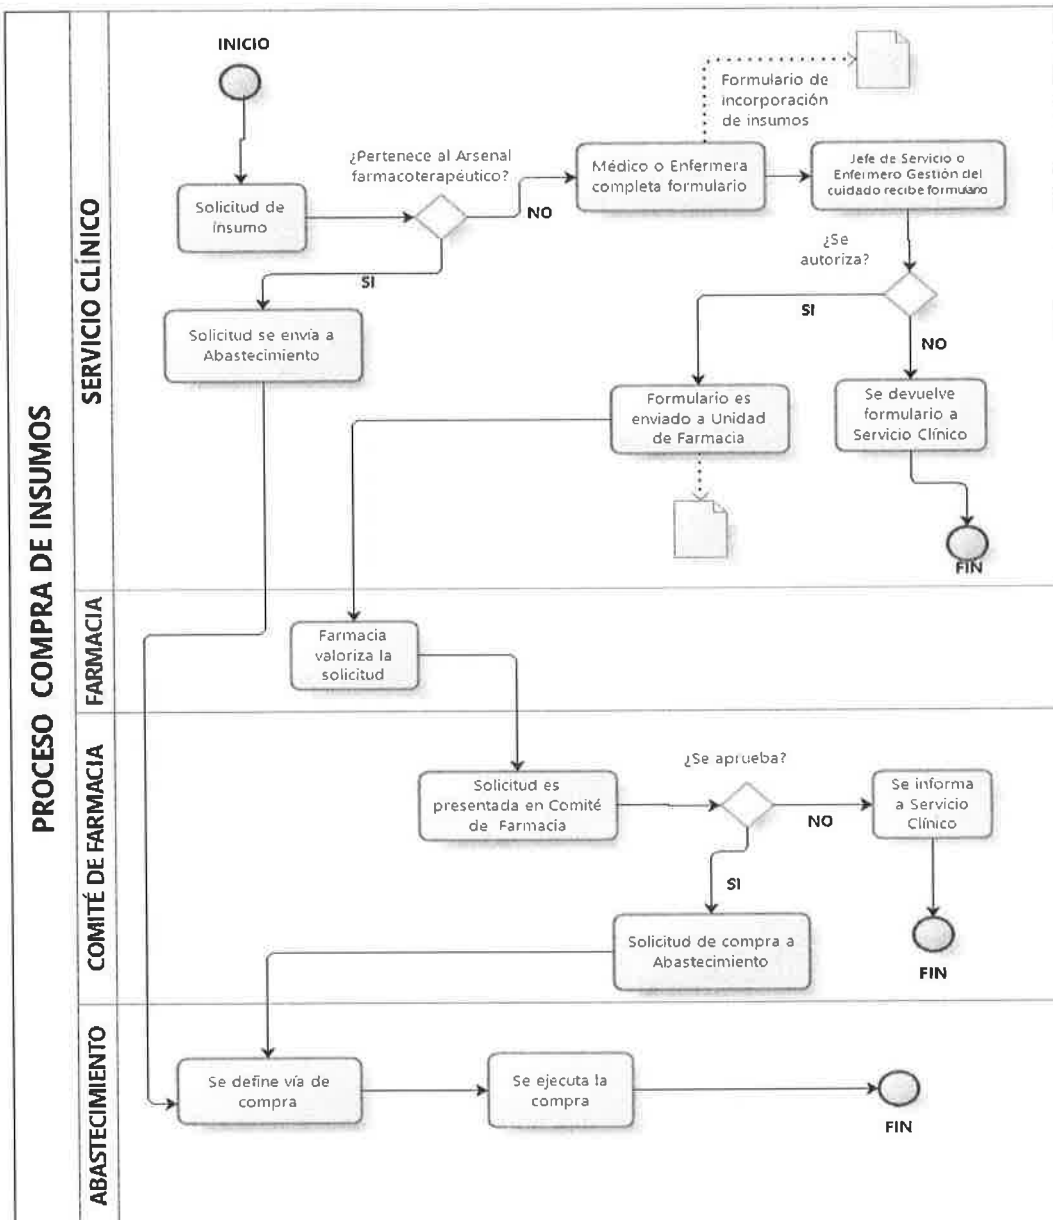 PROCESO COMPRA DE INSUMOS
SERVICIO CLÍNICO
INICIO
Formulario de
incorporación
de insumos
¿Pertenece al Arsenal
farmacoterapéutico?
Médico o Enfermera
completa formulario
Jefe de Servicio o
Enfermero Gestión del
cuidado recibe formulario
Solicitud de
insumo
NO
¿Se
autoriza?
SI
SI
Solicitud se envía a
Abastecimiento
NO
Formulario es
enviado a Unidad
de Farmacia
Se devuelve
formulario a
Servicio Clínico
FIN
FARMACIA
Farmacia
valoriza la
solicitud
COMITÉ DE FARMACIA
¿Se aprueba?
Solicitud es
presentada en Comité
de Farmacia
Se informa
a Servicio
Clínico
NO
SI
Solicitud de compra a
Abastecimiento
FIN
ABASTECIMIENTO
Se define vía de
compra
Se ejecuta la
compra
FIN